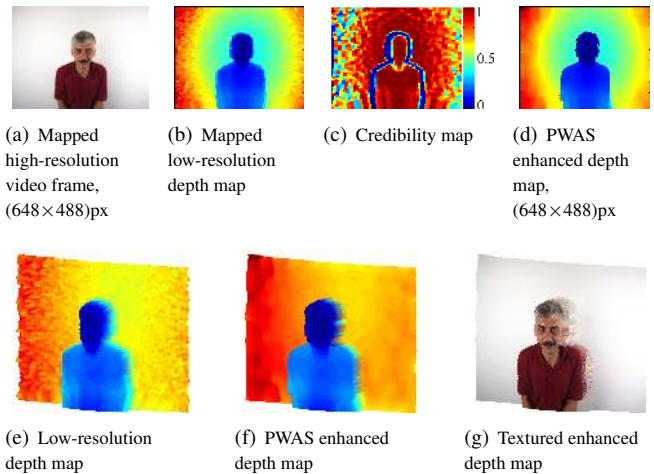 1
0.5
0
(a) Mapped
high-resolution
video frame,
(648×488)px
(b) Mapped
low-resolution
depth map
(c) Credibility map
(d) PWAS
enhanced depth
map,
(648×488)px
(e) Low-resolution
depth map
(f) PWAS enhanced
depth map
(g) Textured enhanced
depth map